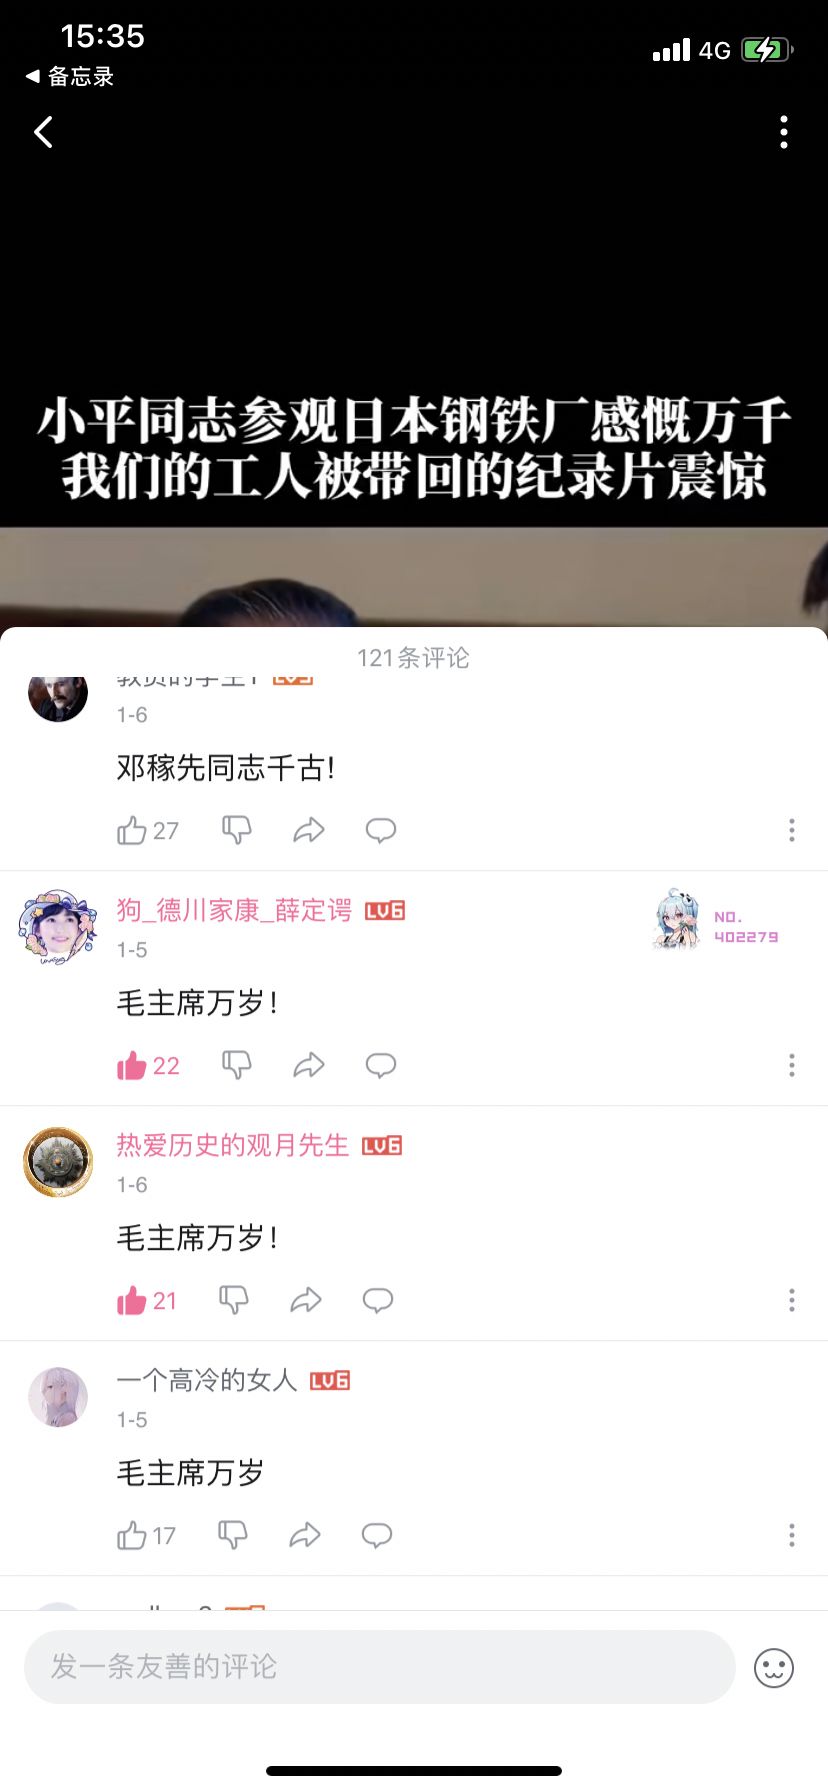 15:35
4G
备忘录
小平同志参观日本钢铁厂感慨万千
我们的工人被带回的纪录片震惊
121条评论
1-6
邓稼先同志千古!
27
狗_德川家康_薛定谔 LV6
NO.
402279
1-5
毛主席万岁!
22
热爱历史的观月先生 LV6
1-6
毛主席万岁!
21
一个高冷的女人 LV6
1-5
毛主席万岁
17
发一条友善的评论